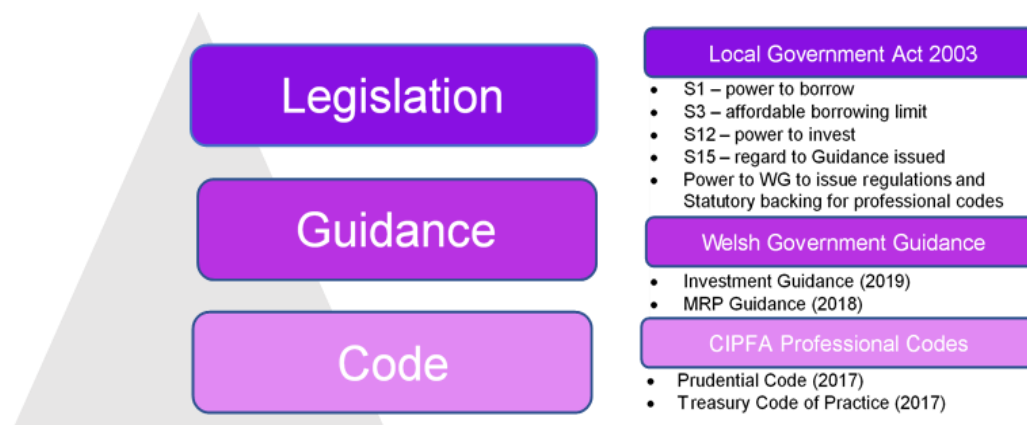 Legislation
Local Government Act 2003
• S1 – power to borrow
• S3 – affordable borrowing limit
• S12 – power to invest
• S15 – regard to Guidance issued
• Power to WG to issue regulations and
Statutory backing for professional codes
Guidance
Welsh Government Guidance
• Investment Guidance (2019)
• MRP Guidance (2018)
Code
CIPFA Professional Codes
• Prudential Code (2017)
• Treasury Code of Practice (2017)